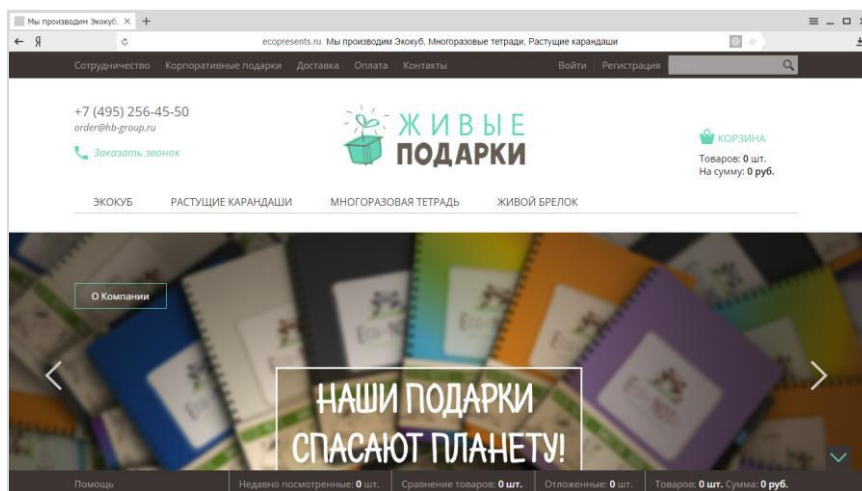 Мы производим Экокуб,
Я ecopresents.ru Мы производим Экокуб, Многоразовые тетради, Растущие карандаши
Сотрудничество Корпоративные подарки Доставка Оплата Контакты Войти Регистрация
+7 (495) 256-45-50
order@hb-group.ru
Заказать звонок
ЖИВЫЕ
ПОДАРКИ
КОРЗИНА
Товаров: 0 шт.
На сумму: 0 руб.
ЭКОКУБ РАСТУЩИЕ КАРАНДАШИ МНОГОРАЗОВАЯ ТЕТРАДЬ ЖИВОЙ БРЕЛОК
О Компании
НАШИ ПОДАРКИ
СПАСАЮТ ПЛАНЕТУ!
Помощь Недавно посмотренные: 0 шт. Сравнение товаров: 0 шт. Отложенные: 0 шт. Товаров: 0 шт. Сумма: 0 руб.